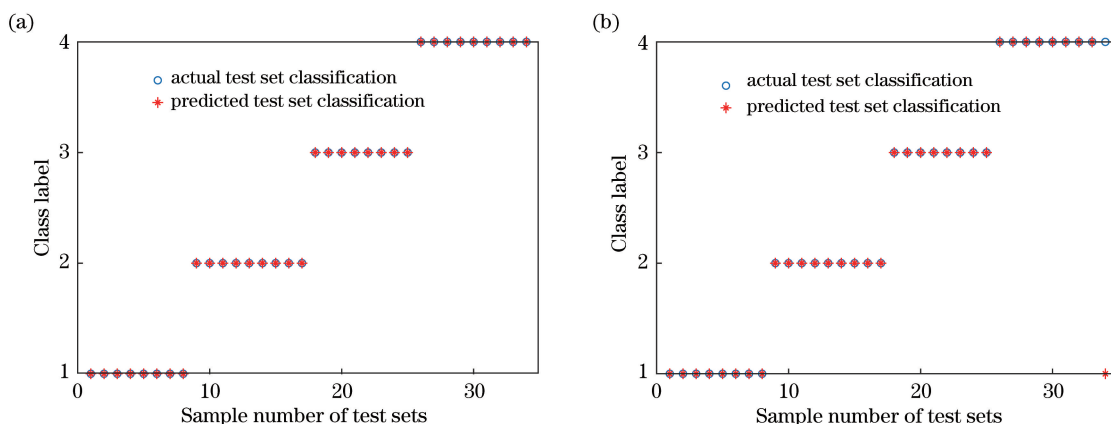 (a)
4
3
2
1
0
10
20
30
Class label
Sample number of test sets
actual test set classification
predicted test set classification
(b)
4
3
2
1
0
10
20
30
Class label
Sample number of test sets
actual test set classification
predicted test set classification